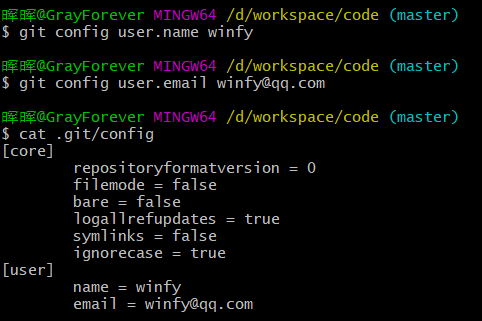 晖晖@GrayForever MINGW64 /d/workspace/code (master)
$ git config user.name winfy
晖晖@GrayForever MINGW64 /d/workspace/code (master)
$ git config user.email winfy@qq.com
晖晖@GrayForever MINGW64 /d/workspace/code (master)
$ cat .git/config
[core]
repositoryformatversion = 0
filemode = false
bare = false
logallrefupdates = true
symlinks = false
ignorecase = true
[user]
name = winfy
email = winfy@qq.com